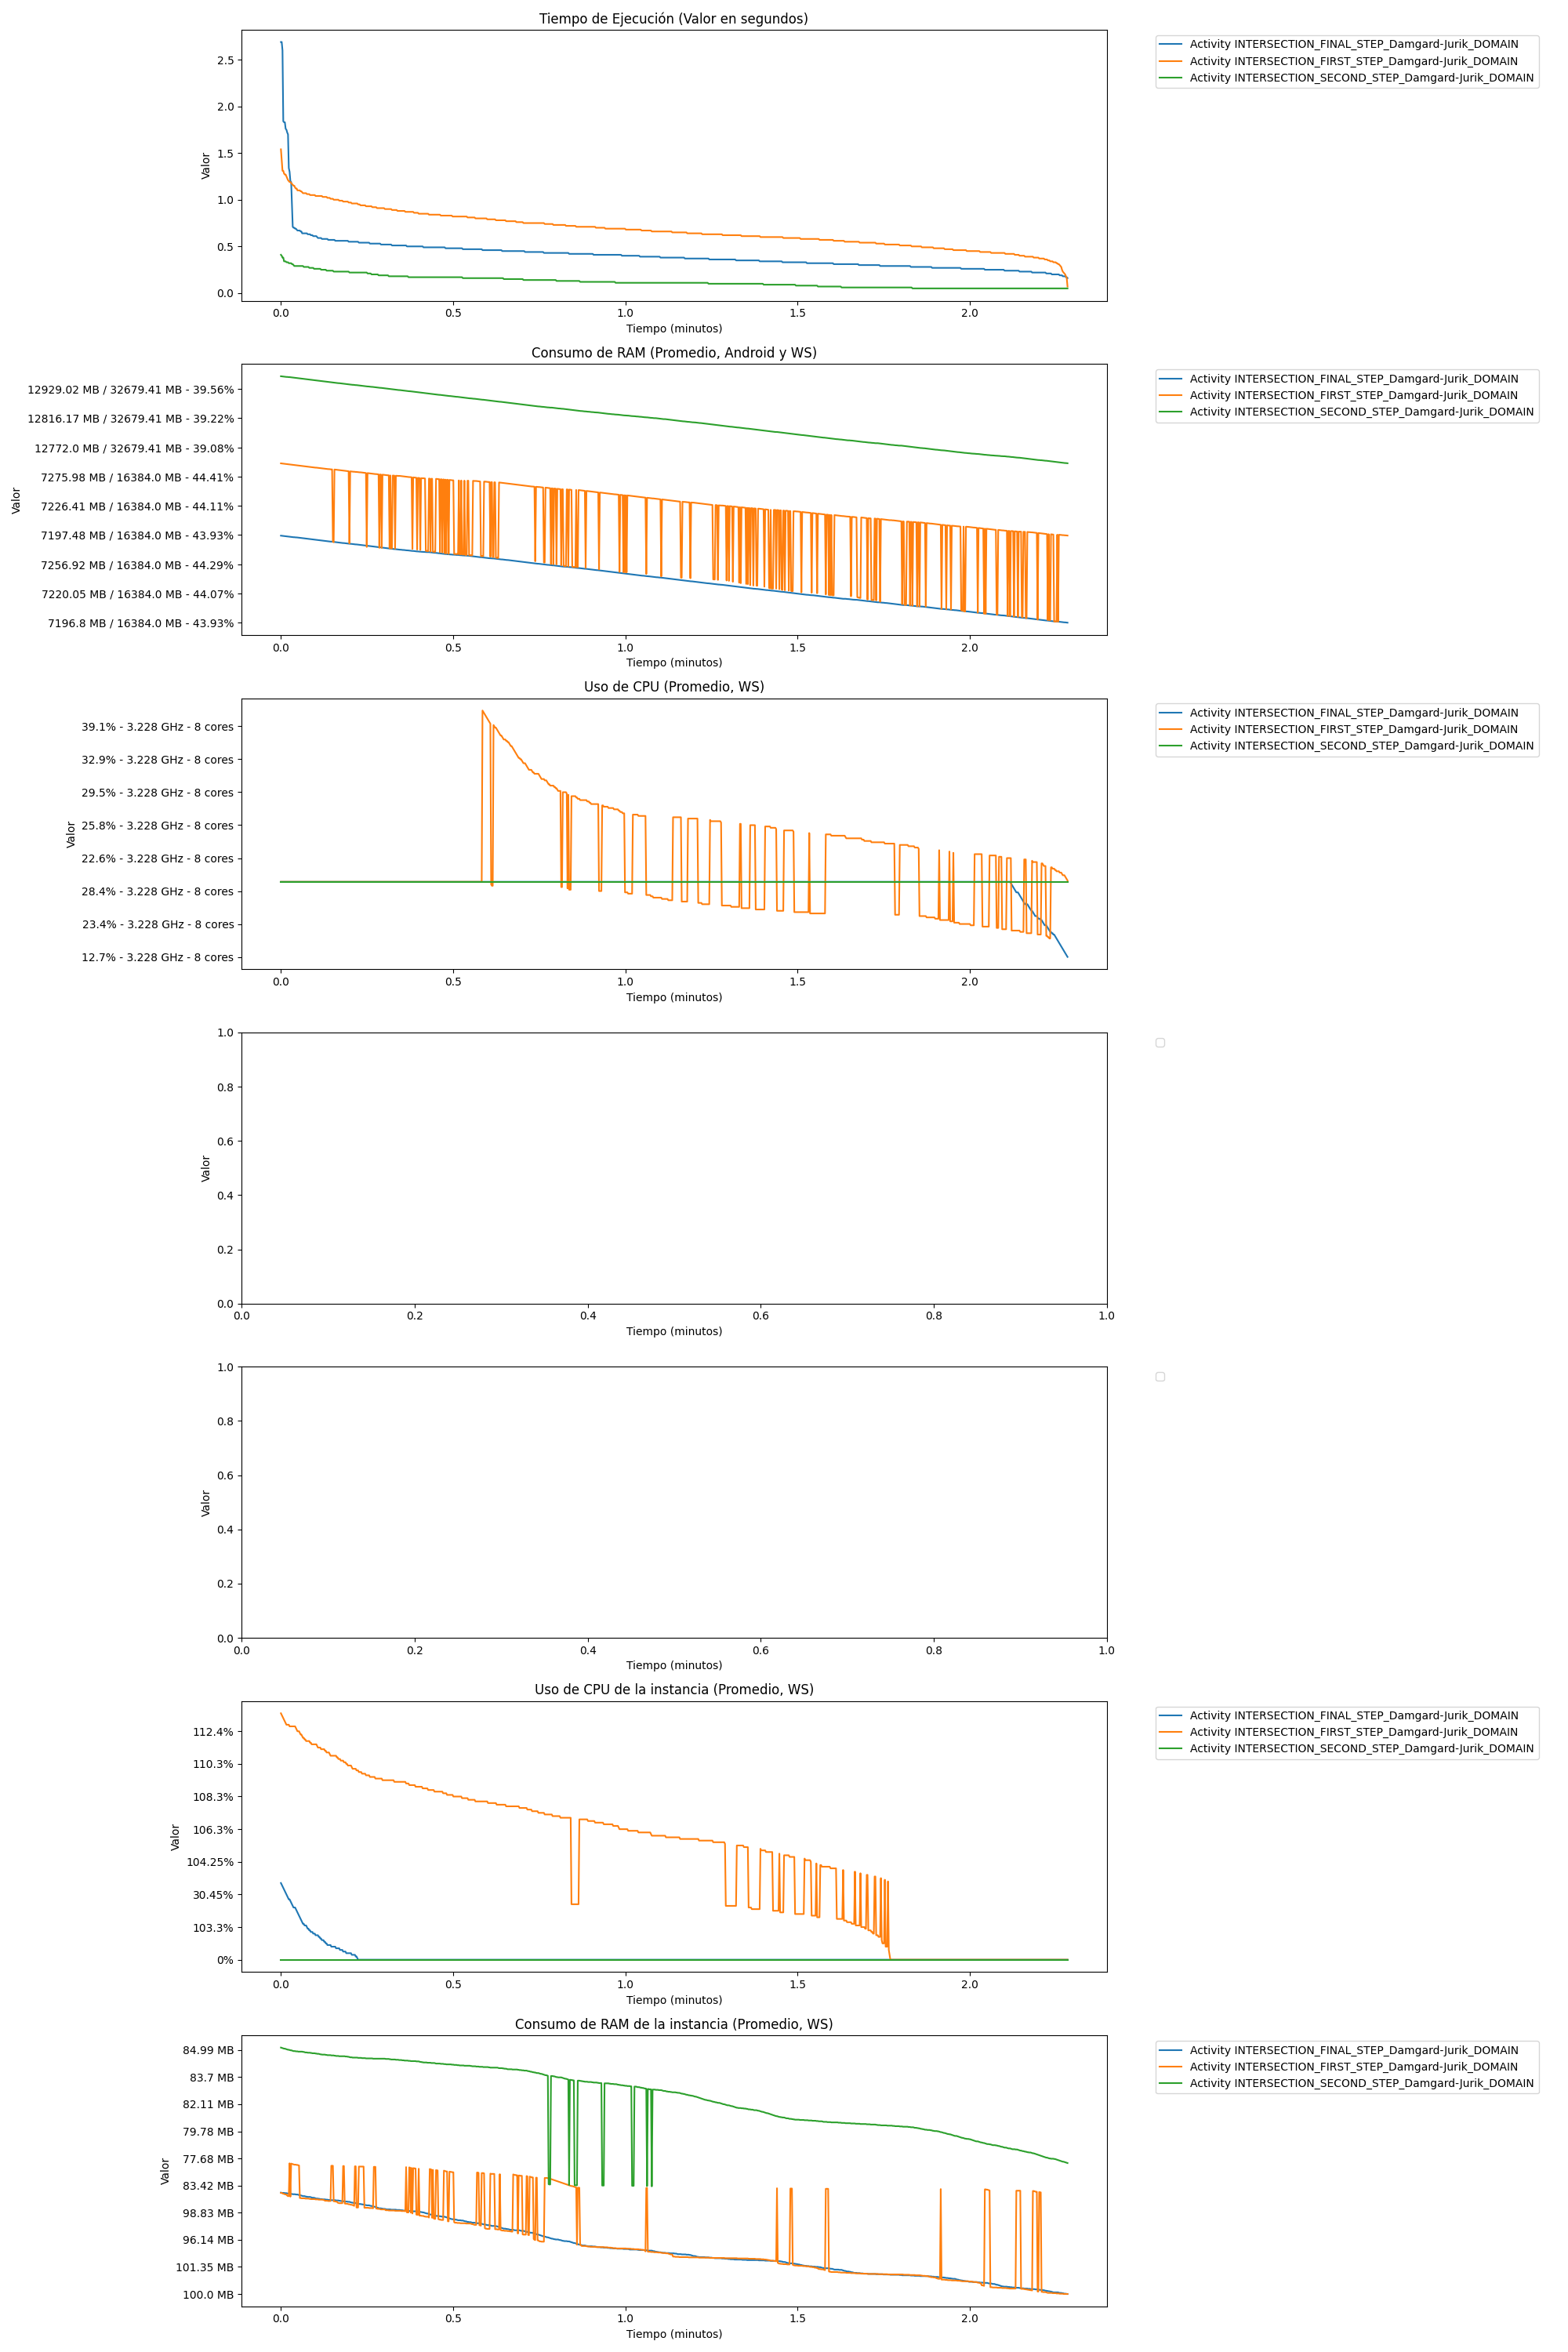 Tiempo de Ejecución (Valor en segundos)
Valor
2.5
2.0
1.5
1.0
0.5
0.0
0.0 0.5 1.0 1.5 2.0
Tiempo (minutos)
Activity INTERSECTION_FINAL_STEP_Damgard-Jurik_DOMAIN
Activity INTERSECTION_FIRST_STEP_Damgard-Jurik_DOMAIN
Activity INTERSECTION_SECOND_STEP_Damgard-Jurik_DOMAIN
Consumo de RAM (Promedio, Android y WS)
Valor
12929.02 MB / 32679.41 MB - 39.56%
12816.17 MB / 32679.41 MB - 39.22%
12772.0 MB / 32679.41 MB - 39.08%
7275.98 MB / 16384.0 MB - 44.41%
7226.41 MB / 16384.0 MB - 44.11%
7197.48 MB / 16384.0 MB - 43.93%
7256.92 MB / 16384.0 MB - 44.29%
7220.05 MB / 16384.0 MB - 44.07%
7196.8 MB / 16384.0 MB - 43.93%
0.0 0.5 1.0 1.5 2.0
Tiempo (minutos)
Activity INTERSECTION_FINAL_STEP_Damgard-Jurik_DOMAIN
Activity INTERSECTION_FIRST_STEP_Damgard-Jurik_DOMAIN
Activity INTERSECTION_SECOND_STEP_Damgard-Jurik_DOMAIN
Uso de CPU (Promedio, WS)
Valor
39.1% - 3.228 GHz - 8 cores
32.9% - 3.228 GHz - 8 cores
29.5% - 3.228 GHz - 8 cores
25.8% - 3.228 GHz - 8 cores
22.6% - 3.228 GHz - 8 cores
28.4% - 3.228 GHz - 8 cores
23.4% - 3.228 GHz - 8 cores
12.7% - 3.228 GHz - 8 cores
0.0 0.5 1.0 1.5 2.0
Tiempo (minutos)
Activity INTERSECTION_FINAL_STEP_Damgard-Jurik_DOMAIN
Activity INTERSECTION_FIRST_STEP_Damgard-Jurik_DOMAIN
Activity INTERSECTION_SECOND_STEP_Damgard-Jurik_DOMAIN
Valor
1.0
0.8
0.6
0.4
0.2
0.0
0.0 0.2 0.4 0.6 0.8 1.0
Tiempo (minutos)
Valor
1.0
0.8
0.6
0.4
0.2
0.0
0.0 0.2 0.4 0.6 0.8 1.0
Tiempo (minutos)
Uso de CPU de la instancia (Promedio, WS)
Valor
112.4%
110.3%
108.3%
106.3%
104.25%
30.45%
103.3%
0%
0.0 0.5 1.0 1.5 2.0
Tiempo (minutos)
Activity INTERSECTION_FINAL_STEP_Damgard-Jurik_DOMAIN
Activity INTERSECTION_FIRST_STEP_Damgard-Jurik_DOMAIN
Activity INTERSECTION_SECOND_STEP_Damgard-Jurik_DOMAIN
Consumo de RAM de la instancia (Promedio, WS)
Valor
84.99 MB
83.7 MB
82.11 MB
79.78 MB
77.68 MB
83.42 MB
98.83 MB
96.14 MB
101.35 MB
100.0 MB
0.0 0.5 1.0 1.5 2.0
Tiempo (minutos)
Activity INTERSECTION_FINAL_STEP_Damgard-Jurik_DOMAIN
Activity INTERSECTION_FIRST_STEP_Damgard-Jurik_DOMAIN
Activity INTERSECTION_SECOND_STEP_Damgard-Jurik_DOMAIN